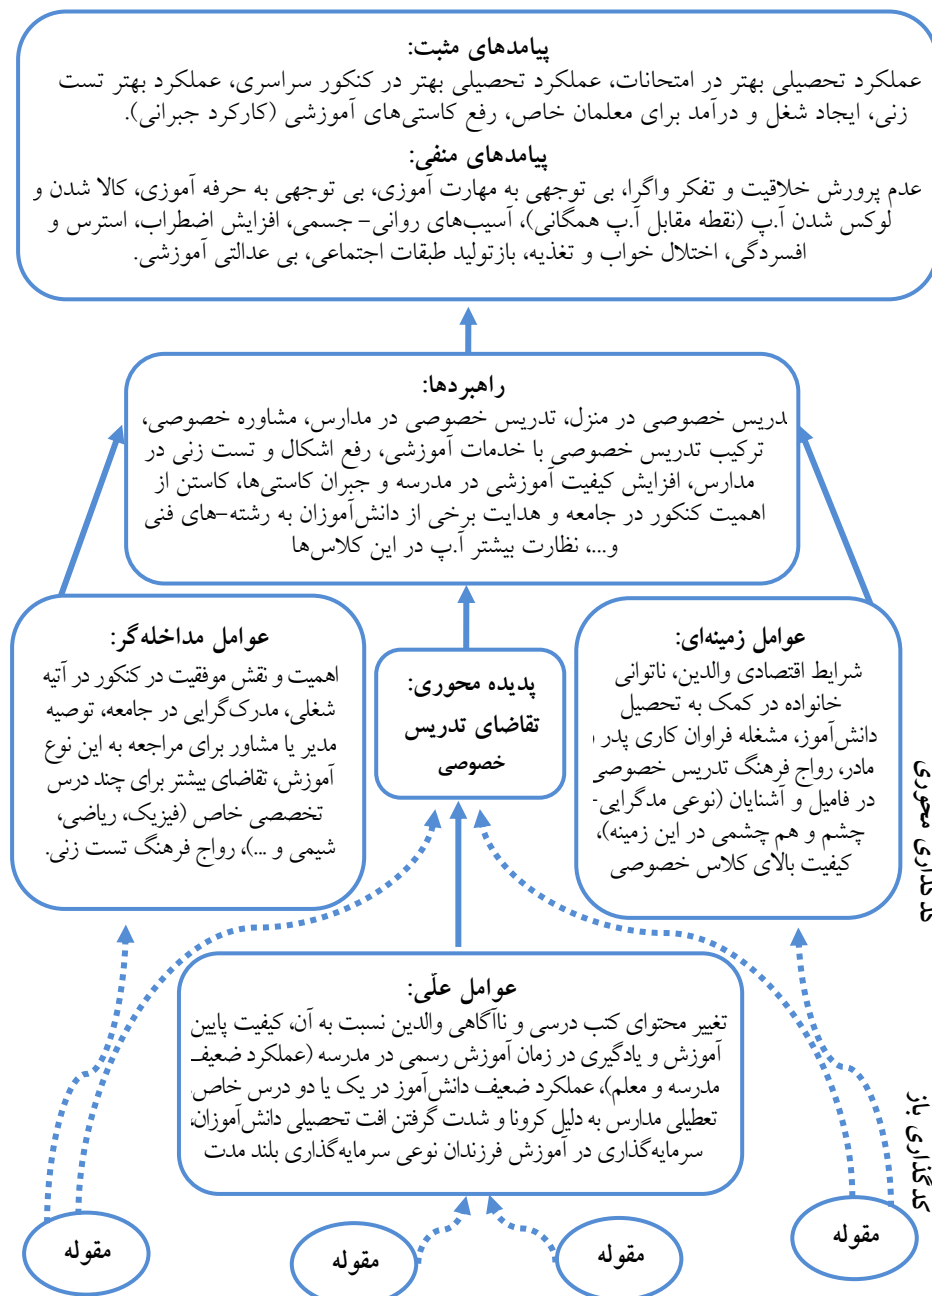 پیامدهای مثبت:
عملکرد تحصیلی بهتر در امتحانات، عملکرد تحصیلی بهتر در کنکور سراسری، عملکرد بهتر تست
زنی، ایجاد شغل و درآمد برای معلمان خاص، رفع کاستی‌های آموزشی (کارکرد جبرانی).
پیامدهای منفی:
عدم پرورش خلاقیت و تفکر واگرا، بی توجهی به مهارت آموزی، بی توجهی به حرفه آموزی، کالا شدن و
لوکس شدن آ.پ (نقطه مقابل آ.پ همگانی)، آسیب‌های روانی- جسمی، افزایش اضطراب، استرس و
افسردگی، اختلال خواب و تغذیه، بازتولید طبقات اجتماعی، بی عدالتی آموزشی.
راهبردها:
تدریس خصوصی در منزل، تدریس خصوصی در مدارس، مشاوره خصوصی،
ترکیب تدریس خصوصی با خدمات آموزشی، رفع اشکال و تست زنی در
مدارس، افزایش کیفیت آموزشی در مدرسه و جبران کاستی‌ها، کاستن از
اهمیت کنکور در جامعه و هدایت برخی از دانش‌آموزان به رشته-های فنی
و...، نظارت بیشتر آ.پ در این کلاس‌ها
عوامل زمینه‌ای:
شرایط اقتصادی والدین، ناتوانی
خانواده در کمک به تحصیل
دانش‌آموز، مشغله فراوان کاری پدر و
مادر، رواج فرهنگ تدریس خصوصی
در فامیل و آشنایان (نوعی مدگرایی-
چشم و هم چشمی در این زمینه)،
کیفیت بالای کلاس خصوصی
پدیده محوری:
تقاضای تدریس
خصوصی
عوامل مداخله‌گر:
اهمیت و نقش موفقیت در کنکور در آتیه
شغلی، مدرک‌گرایی در جامعه، توصیه
مدیر یا مشاور برای مراجعه به این نوع
آموزش، تقاضای بیشتر برای چند درس
تخصصی خاص (فیزیک، ریاضی،
شیمی و ...)، رواج فرهنگ تست زنی.
کدگذاری محوری
عوامل علّی:
تغییر محتوای کتب درسی و ناآگاهی والدین نسبت به آن، کیفیت پایین
آموزش و یادگیری در زمان آموزش رسمی در مدرسه (عملکرد ضعیف
مدرسه و معلم)، عملکرد ضعیف دانش‌آموز در یک یا دو درس خاص،
تعطیلی مدارس به دلیل کرونا و شدت گرفتن افت تحصیلی دانش‌آموزان،
سرمایه‌گذاری در آموزش فرزندان نوعی سرمایه‌گذاری بلند مدت
کدگذاری باز
مقوله
مقوله
مقوله
مقوله